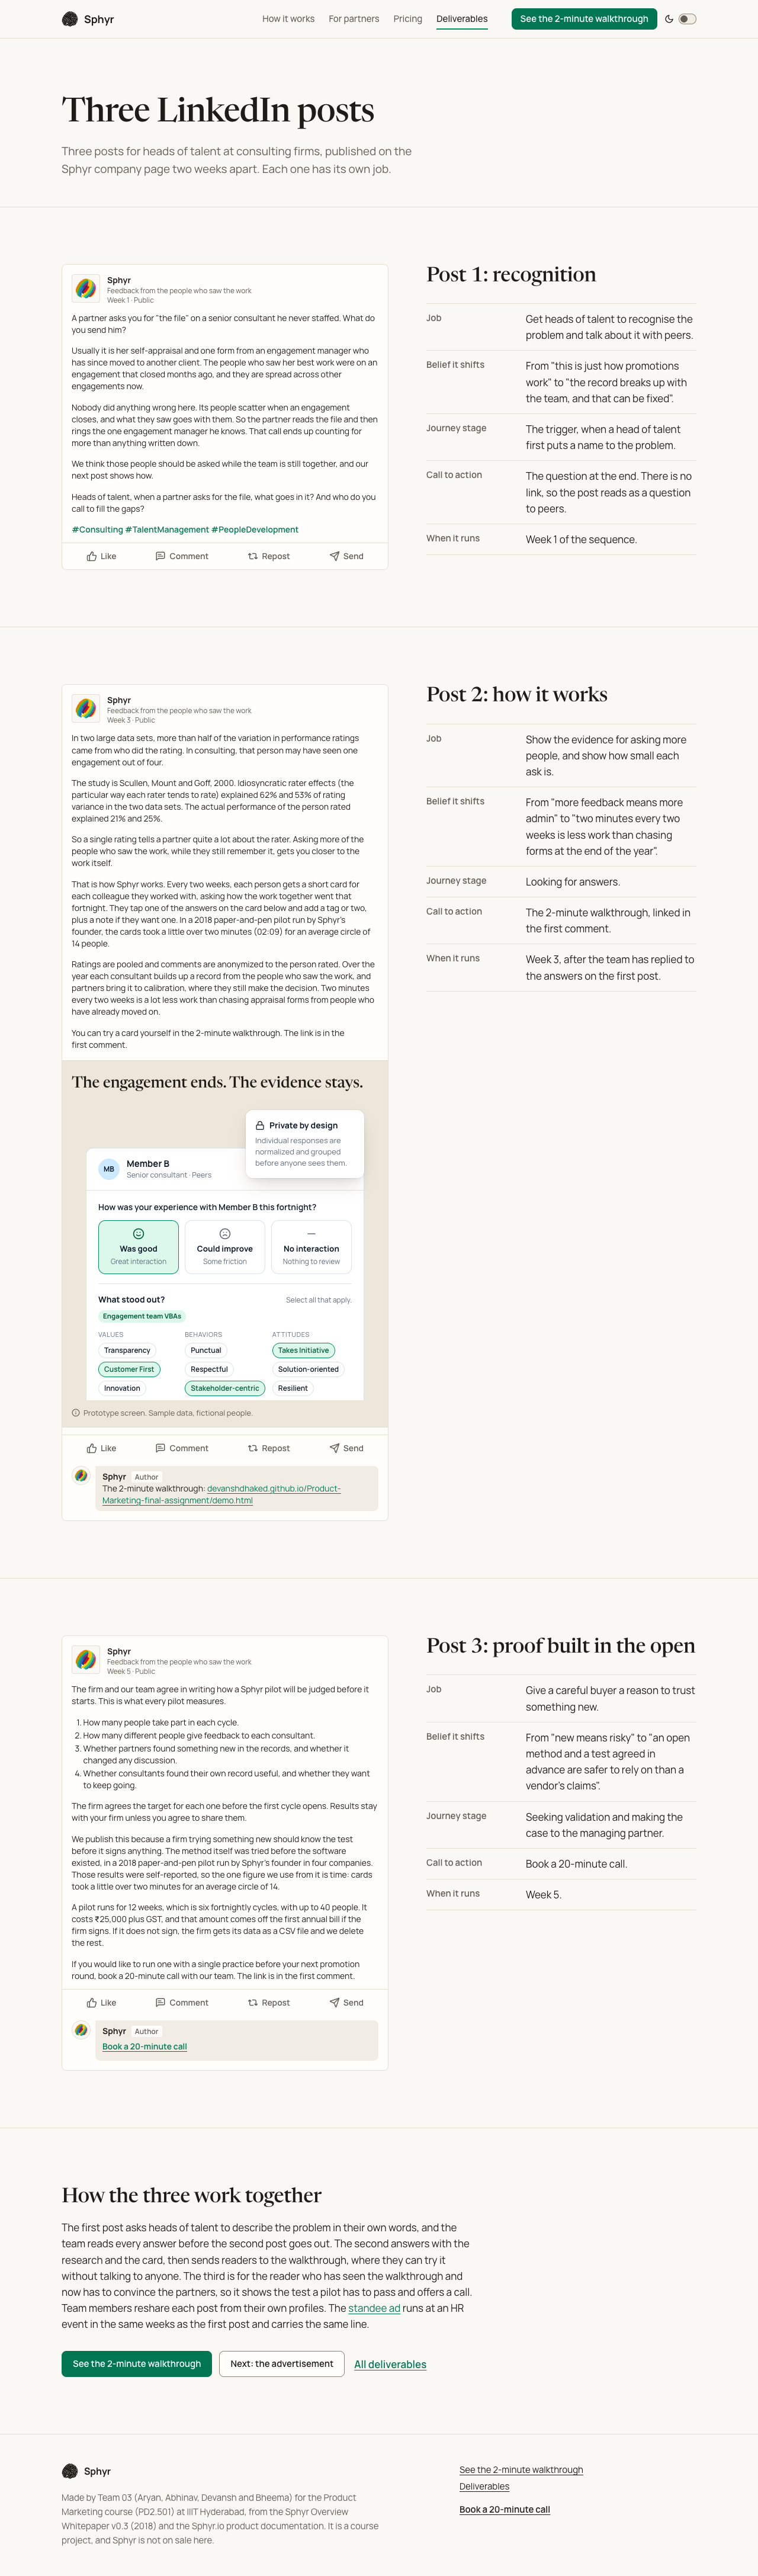 Sphyr
How it works
For partners
Pricing
Deliverables
See the 2-minute walkthrough
Three LinkedIn posts
Three posts for heads of talent at consulting firms, published on the
Sphyr company page two weeks apart. Each one has its own job.
Sphyr
Feedback from the people who saw the work
Week 1 · Public
A partner asks you for "the file" on a senior consultant he never staffed. What do
you send him?
Usually it is her self-appraisal and one form from an engagement manager who
has since moved to another client. The people who saw her best work were on an
engagement that closed months ago, and they are spread across other
engagements now.
Nobody did anything wrong here. Its people scatter when an engagement
closes, and what they saw goes with them. So the partner reads the file and then
rings the one engagement manager he knows. That call ends up counting for
more than anything written down.
We think those people should be asked while the team is still together, and our
next post shows how.
Heads of talent, when a partner asks for the file, what goes in it? And who do you
call to fill the gaps?
#Consulting #TalentManagement #PeopleDevelopment
Like
Comment
Repost
Send
Post 1: recognition
Job
Get heads of talent to recognise the
problem and talk about it with peers.
Belief it shifts
From "this is just how promotions
work" to "the record breaks up with
the team, and that can be fixed".
Journey stage
The trigger, when a head of talent
first puts a name to the problem.
Call to action
The question at the end. There is no
link, so the post reads as a question
to peers.
When it runs
Week 1 of the sequence.
Sphyr
Feedback from the people who saw the work
Week 3 · Public
In two large data sets, more than half of the variation in performance ratings
came from who did the rating. In consulting, that person may have seen one
engagement out of four.
The study is Scullen, Mount and Goff, 2000. Idiosyncratic rater effects (the
particular way each rater tends to rate) explained 62% and 53% of rating
variance in the two data sets. The actual performance of the person rated
explained 21% and 25%.
So a single rating tells a partner quite a lot about the rater. Asking more of the
people who saw the work, while they still remember it, gets you closer to the
work itself.
That is how Sphyr works. Every two weeks, each person gets a short card for
each colleague they worked with, asking how the work together went that
fortnight. They tap one of the answers on the card below and add a tag or two,
plus a note if they want one. In a 2018 paper-and-pen pilot run by Sphyr's
founder, the cards took a little over two minutes (02:09) for an average circle of
14 people.
Ratings are pooled and comments are anonymized to the person rated. Over the
year each consultant builds up a record from the people who saw the work, and
partners bring it to calibration, where they still make the decision. Two minutes
every two weeks is a lot less work than chasing appraisal forms from people who
have already moved on.
You can try a card yourself in the 2-minute walkthrough. The link is in the
first comment.
The engagement ends. The evidence stays.
Private by design
Individual responses are
normalized and grouped
before anyone sees them.
MB
Member B
Senior consultant · Peers
How was your experience with Member B this fortnight?
Was good
Great interaction
Could improve
Some friction
No interaction
Nothing to review
What stood out?
Select all that apply.
Engagement team VBAs
VALUES
BEHAVIORS
ATTITUDES
Transparency
Punctual
Takes Initiative
Customer First
Respectful
Solution-oriented
Innovation
Stakeholder-centric
Resilient
Prototype screen. Sample data, fictional people.
Like
Comment
Repost
Send
Sphyr Author
The 2-minute walkthrough: devanshdhaked.github.io/Product-
Marketing-final-assignment/demo.html
Post 2: how it works
Job
Show the evidence for asking more
people, and show how small each
ask is.
Belief it shifts
From "more feedback means more
admin" to "two minutes every two
weeks is less work than chasing
forms at the end of the year".
Journey stage
Looking for answers.
Call to action
The 2-minute walkthrough, linked in
the first comment.
When it runs
Week 3, after the team has replied to
the answers on the first post.
Sphyr
Feedback from the people who saw the work
Week 5 · Public
The firm and our team agree in writing how a Sphyr pilot will be judged before it
starts. This is what every pilot measures.
1. How many people take part in each cycle.
2. How many different people give feedback to each consultant.
3. Whether partners found something new in the records, and whether it
changed any discussion.
4. Whether consultants found their own record useful, and whether they want
to keep going.
The firm agrees the target for each one before the first cycle opens. Results stay
with your firm unless you agree to share them.
We publish this because a firm trying something new should know the test
before it signs anything. The method itself was tried before the software
existed, in a 2018 paper-and-pen pilot run by Sphyr's founder in four companies.
Those results were self-reported, so the one figure we use from it is time: cards
took a little over two minutes for an average circle of 14.
A pilot runs for 12 weeks, which is six fortnightly cycles, with up to 40 people. It
costs ₹25,000 plus GST, and that amount comes off the first annual bill if the
firm signs. If it does not sign, the firm gets its data as a CSV file and we delete
the rest.
If you would like to run one with a single practice before your next promotion
round, book a 20-minute call with our team. The link is in the first comment.
Like
Comment
Repost
Send
Sphyr Author
Book a 20-minute call
Post 3: proof built in the open
Job
Give a careful buyer a reason to trust
something new.
Belief it shifts
From "new means risky" to "an open
method and a test agreed in
advance are safer to rely on than a
vendor's claims".
Journey stage
Seeking validation and making the
case to the managing partner.
Call to action
Book a 20-minute call.
When it runs
Week 5.
How the three work together
The first post asks heads of talent to describe the problem in their own words, and the
team reads every answer before the second post goes out. The second answers with the
research and the card, then sends readers to the walkthrough, where they can try it
without talking to anyone. The third is for the reader who has seen the walkthrough and
now has to convince the partners, so it shows the test a pilot has to pass and offers a call.
Team members reshare each post from their own profiles. The standee ad runs at an HR
event in the same weeks as the first post and carries the same line.
See the 2-minute walkthrough
Next: the advertisement
All deliverables
Sphyr
Made by Team 03 (Aryan, Abhinav, Devansh and Bheema) for the Product
Marketing course (PD2.501) at IIIT Hyderabad, from the Sphyr Overview
Whitepaper v0.3 (2018) and the Sphyr.io product documentation. It is a course
project, and Sphyr is not on sale here.
See the 2-minute walkthrough
Deliverables
Book a 20-minute call